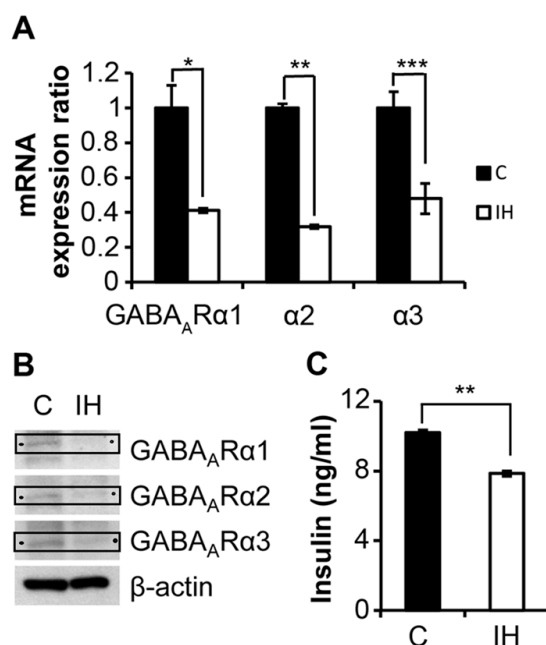 A
* ** ***
1.2
1
0.8
0.6
0.4
0.2
0
mRNA
expression ratio
C
IH
GABAARα1 α2 α3
B
C IH
GABAARα1
GABAARα2
GABAARα3
β-actin
C
**
12
8
4
0
Insulin (ng/ml)
C IH